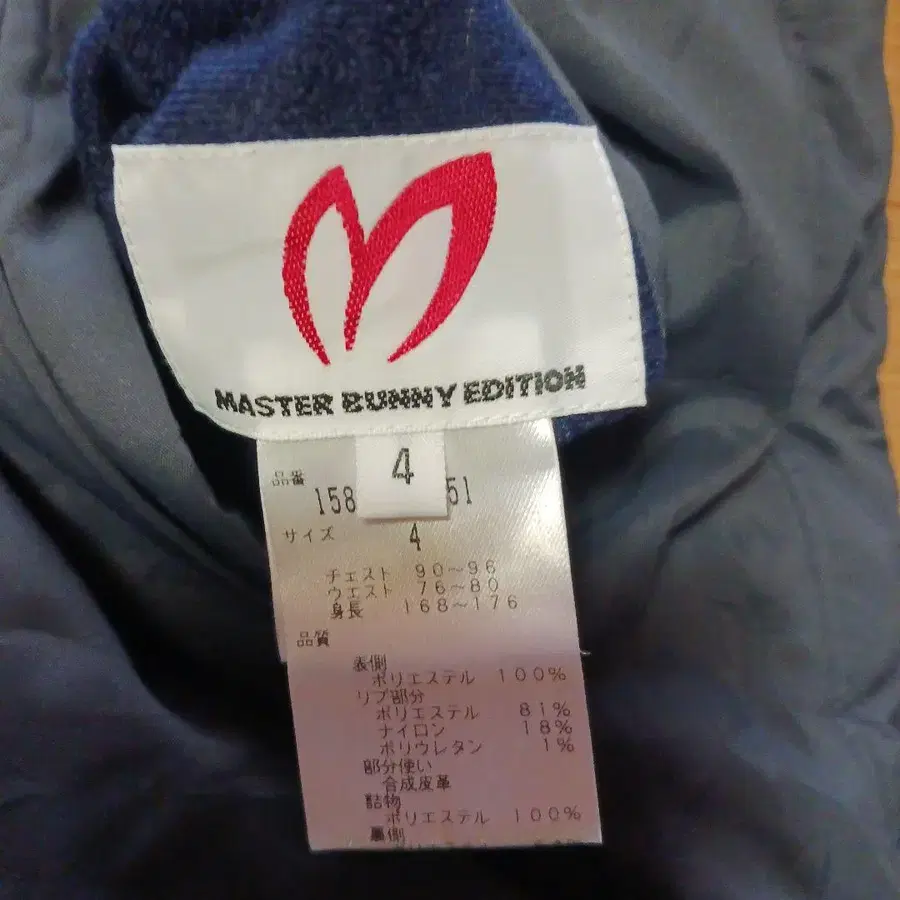 MASTER BUNNY EDITION
4
品番
158 51
サイズ 4
チェスト 90~96
ウエスト 76~80
身長 168~176
品質
表側
ポリエステル 100%
リブ部分
ポリエステル 81%
ナイロン 18%
ポリウレタン 1%
部分使い
合成皮革
詰物
ポリエステル 100%
裏側